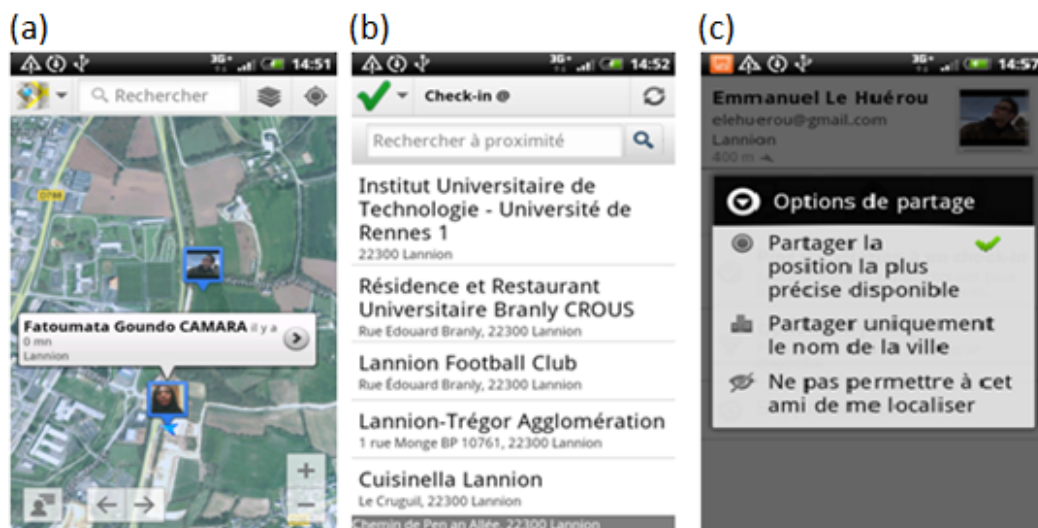 (a)
3G+
14:51
Rechercher
D788
Fatoumata Goundo CAMARA il y a
0 mn
Lannion
(b)
3G+
14:52
Check-in @
Rechercher à proximité
Institut Universitaire de
Technologie - Université de
Rennes 1
22300 Lannion
Résidence et Restaurant
Universitaire Branly CROUS
Rue Edouard Branly, 22300 Lannion
Lannion Football Club
Rue Édouard Branly, 22300 Lannion
Lannion-Trégor Agglomération
1 rue Monge BP 10761, 22300 Lannion
Cuisinella Lannion
Le Cruguil, 22300 Lannion
Chemin de Pen an Allée, 22300 Lannion
(c)
3G+
14:57
Emmanuel Le Huérou
elehuerou@gmail.com
Lannion
400 m
Options de partage
Partager la
position la plus
précise disponible
Partager uniquement
le nom de la ville
Ne pas permettre à cet
ami de me localiser